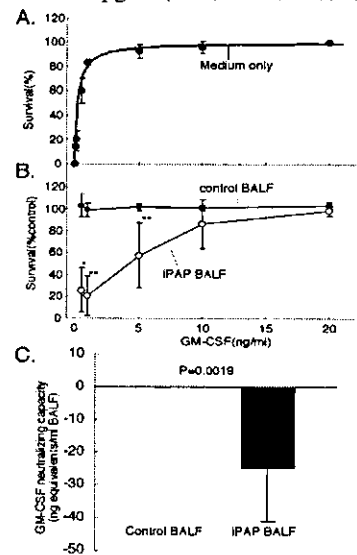 A.
120
100
80
60
40
20
0
Survival(%)
Medium only
B.
120
100
80
60
40
20
0
Survival(%control)
control BALF
*
**
**
iPAP BALF
0 5 10 15 20
GM-CSF(ng/ml)
C.
10
0
-10
-20
-30
-40
-50
GM-CSF neutralizing capacity
(ng equivalents/ml BALF)
P=0.0019
Control BALF iPAP BALF